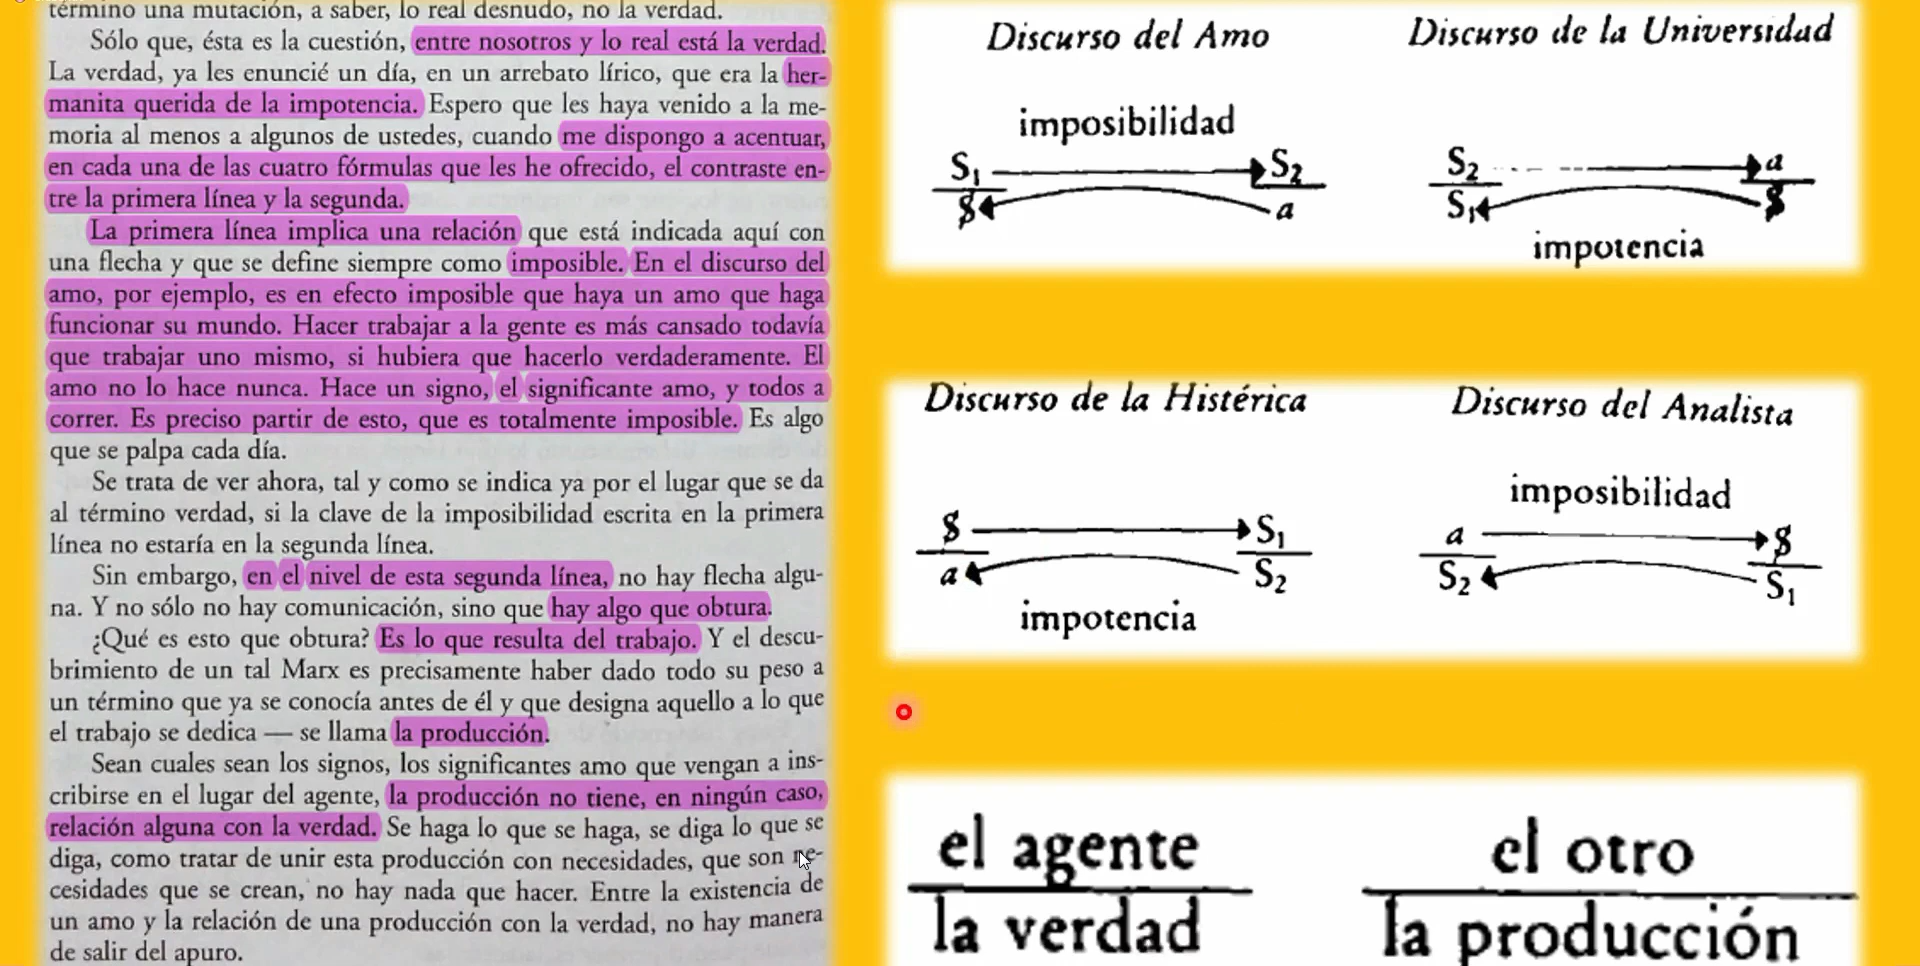 término una mutación, a saber, lo real desnudo, no la verdad.
Sólo que, ésta es la cuestión, entre nosotros y lo real está la verdad.
La verdad, ya les enuncié un día, en un arrebato lírico, que era la her-
manita querida de la impotencia. Espero que les haya venido a la me-
moria al menos a algunos de ustedes, cuando me dispongo a acentuar,
en cada una de las cuatro fórmulas que les he ofrecido, el contraste en-
tre la primera línea y la segunda.
La primera línea implica una relación que está indicada aquí con
una flecha y que se define siempre como imposible. En el discurso del
amo, por ejemplo, es en efecto imposible que haya un amo que haga
funcionar su mundo. Hacer trabajar a la gente es más cansado todavía
que trabajar uno mismo, si hubiera que hacerlo verdaderamente. El
amo no lo hace nunca. Hace un signo, el significante amo, y todos a
correr. Es preciso partir de esto, que es totalmente imposible. Es algo
que se palpa cada día.
Se trata de ver ahora, tal y como se indica ya por el lugar que se da
al término verdad, si la clave de la imposibilidad escrita en la primera
línea no estaría en la segunda línea.
Sin embargo, en el nivel de esta segunda línea, no hay flecha algu-
na. Y no sólo no hay comunicación, sino que hay algo que obtura.
¿Qué es esto que obtura? Es lo que resulta del trabajo. Y el descu-
brimiento de un tal Marx es precisamente haber dado todo su peso a
un término que ya se conocía antes de él y que designa aquello a lo que
el trabajo se dedica — se llama la producción.
Sean cuales sean los signos, los significantes amo que vengan a ins-
cribirse en el lugar del agente, la producción no tiene, en ningún caso,
relación alguna con la verdad. Se haga lo que se haga, se diga lo que se
diga, como tratar de unir esta producción con necesidades, que son ne-
cesidades que se crean, no hay nada que hacer. Entre la existencia de
un amo y la relación de una producción con la verdad, no hay manera
de salir del apuro.
Discurso del Amo
imposibilidad
S₁ S₂
$ a
Discurso de la Universidad
S₂ a
S₁ $
impotencia
Discurso de la Histérica
$ S₁
a S₂
impotencia
Discurso del Analista
imposibilidad
a $
S₂ S₁
el agente
la verdad
el otro
la producción